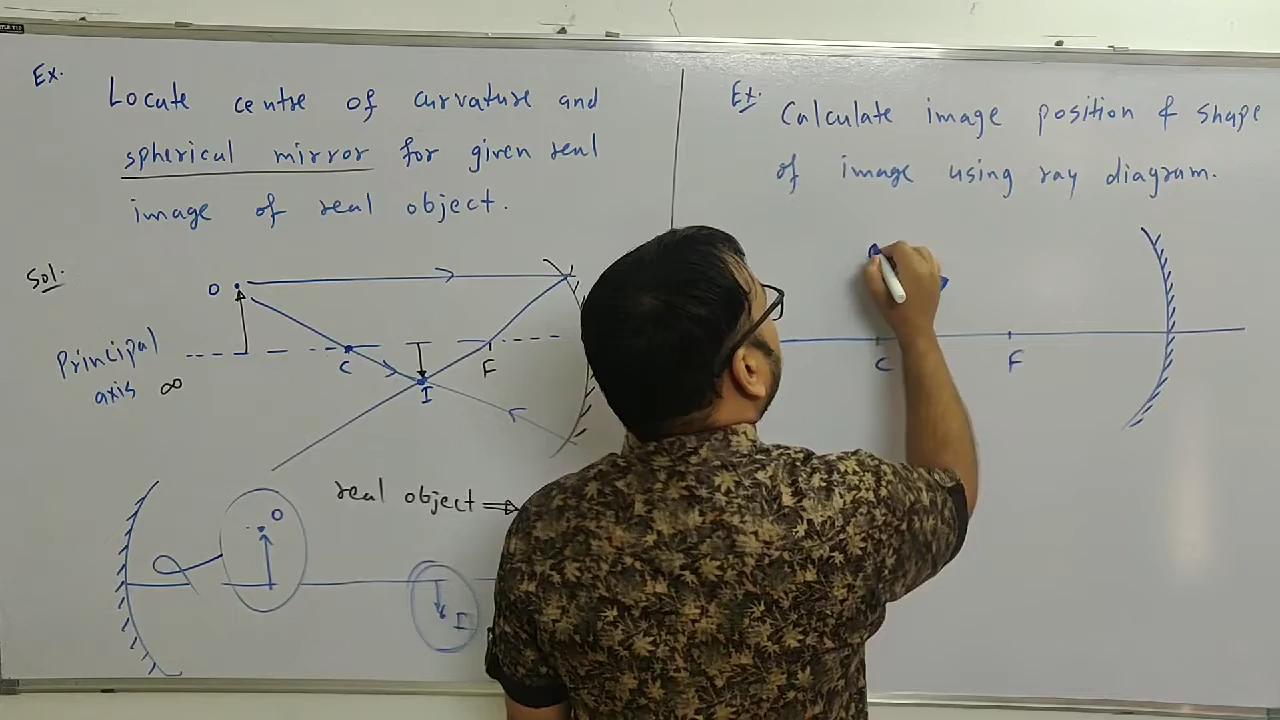 Ex.
Locate centre of curvature and
spherical mirror for given real
image of real object.
Sol.
O
Principal
axis ∞
C
I
F
real object ⇒
O
I
Ex.
Calculate image position & shape
of image using ray diagram.
C
F